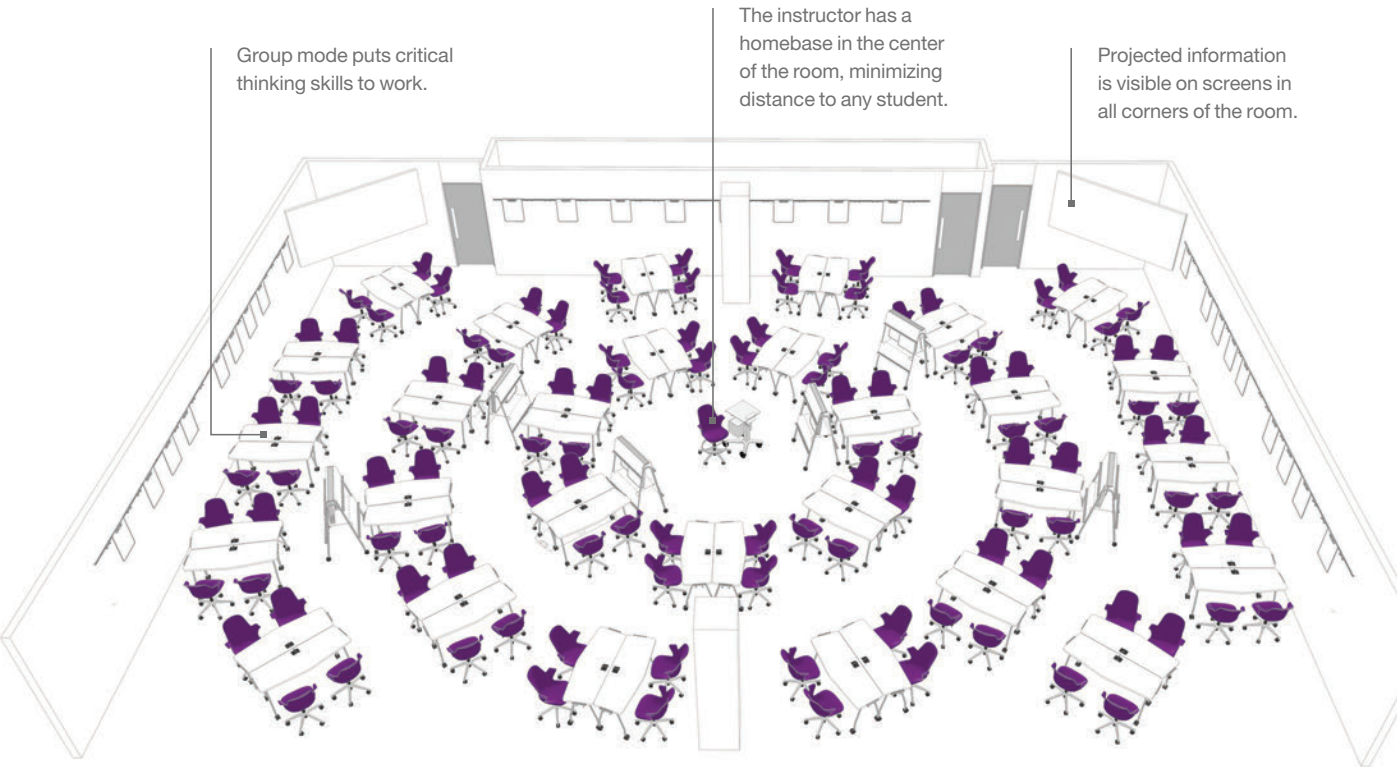 Group mode puts critical
thinking skills to work.
The instructor has a
homebase in the center
of the room, minimizing
distance to any student.
Projected information
is visible on screens in
all corners of the room.